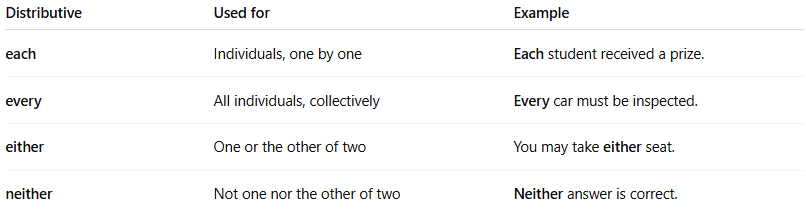 Distributive Used for Example
each Individuals, one by one Each student received a prize.
every All individuals, collectively Every car must be inspected.
either One or the other of two You may take either seat.
neither Not one nor the other of two Neither answer is correct.